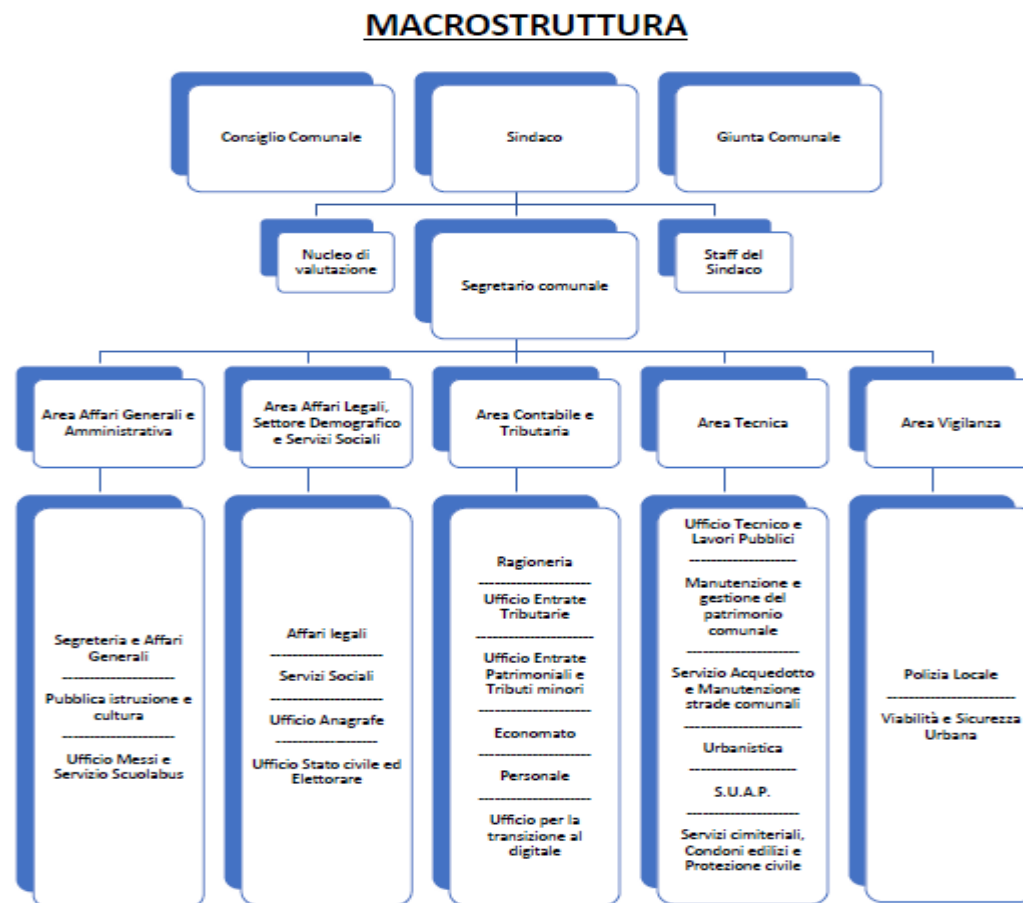 MACROSTRUTTURA
Consiglio Comunale
Sindaco
Giunta Comunale
Nucleo di
valutazione
Segretario comunale
Staff del
Sindaco
Area Affari Generali e
Amministrativa
Area Affari Legali,
Settore Demografico
e Servizi Sociali
Area Contabile e
Tributaria
Area Tecnica
Area Vigilanza
Segreteria e Affari
Generali
---------------------
Pubblica istruzione e
cultura
---------------------
Ufficio Messi e
Servizio Scuolabus
Affari legali
---------------------
Servizi Sociali
---------------------
Ufficio Anagrafe
-------------------
Ufficio Stato civile ed
Elettorare
Ragioneria
---------------------
Ufficio Entrate
Tributarie
----------------------
Ufficio Entrate
Patrimoniali e
Tributi minori
---------------------
Economato
---------------------
Personale
---------------------
Ufficio per la
transizione al
digitale
Ufficio Tecnico e
Lavori Pubblici
--------------------
Manutenzione e
gestione del
patrimonio
comunale
---------------------
Servizio Acquedotto
e Manutenzione
strade comunali
----------------------
Urbanistica
--------------------
S.U.A.P.
---------------------
Servizi cimiteriali,
Condoni edilizi e
Protezione civile
Polizia Locale
-------------------
Viabilità e Sicurezza
Urbana